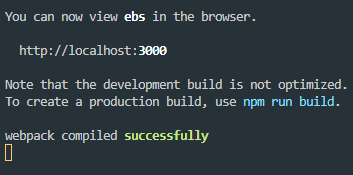 You can now view ebs in the browser.
http://localhost:3000
Note that the development build is not optimized.
To create a production build, use npm run build.
webpack compiled successfully